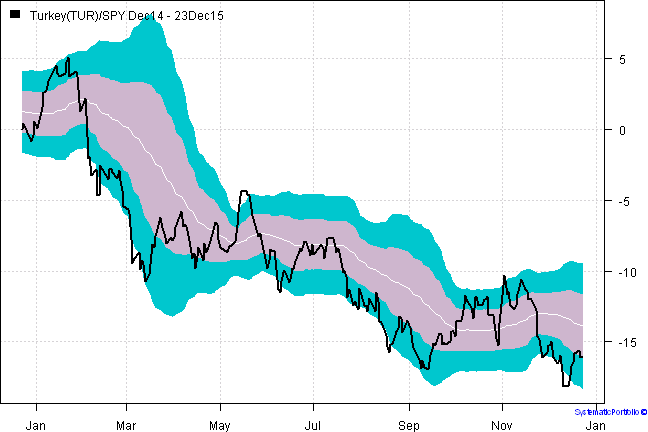 Turkey(TUR)/SPY Dec14 - 23Dec15
5
0
-5
-10
-15
Jan Mar May Jul Sep Nov Jan
SystematicPortfolio ©